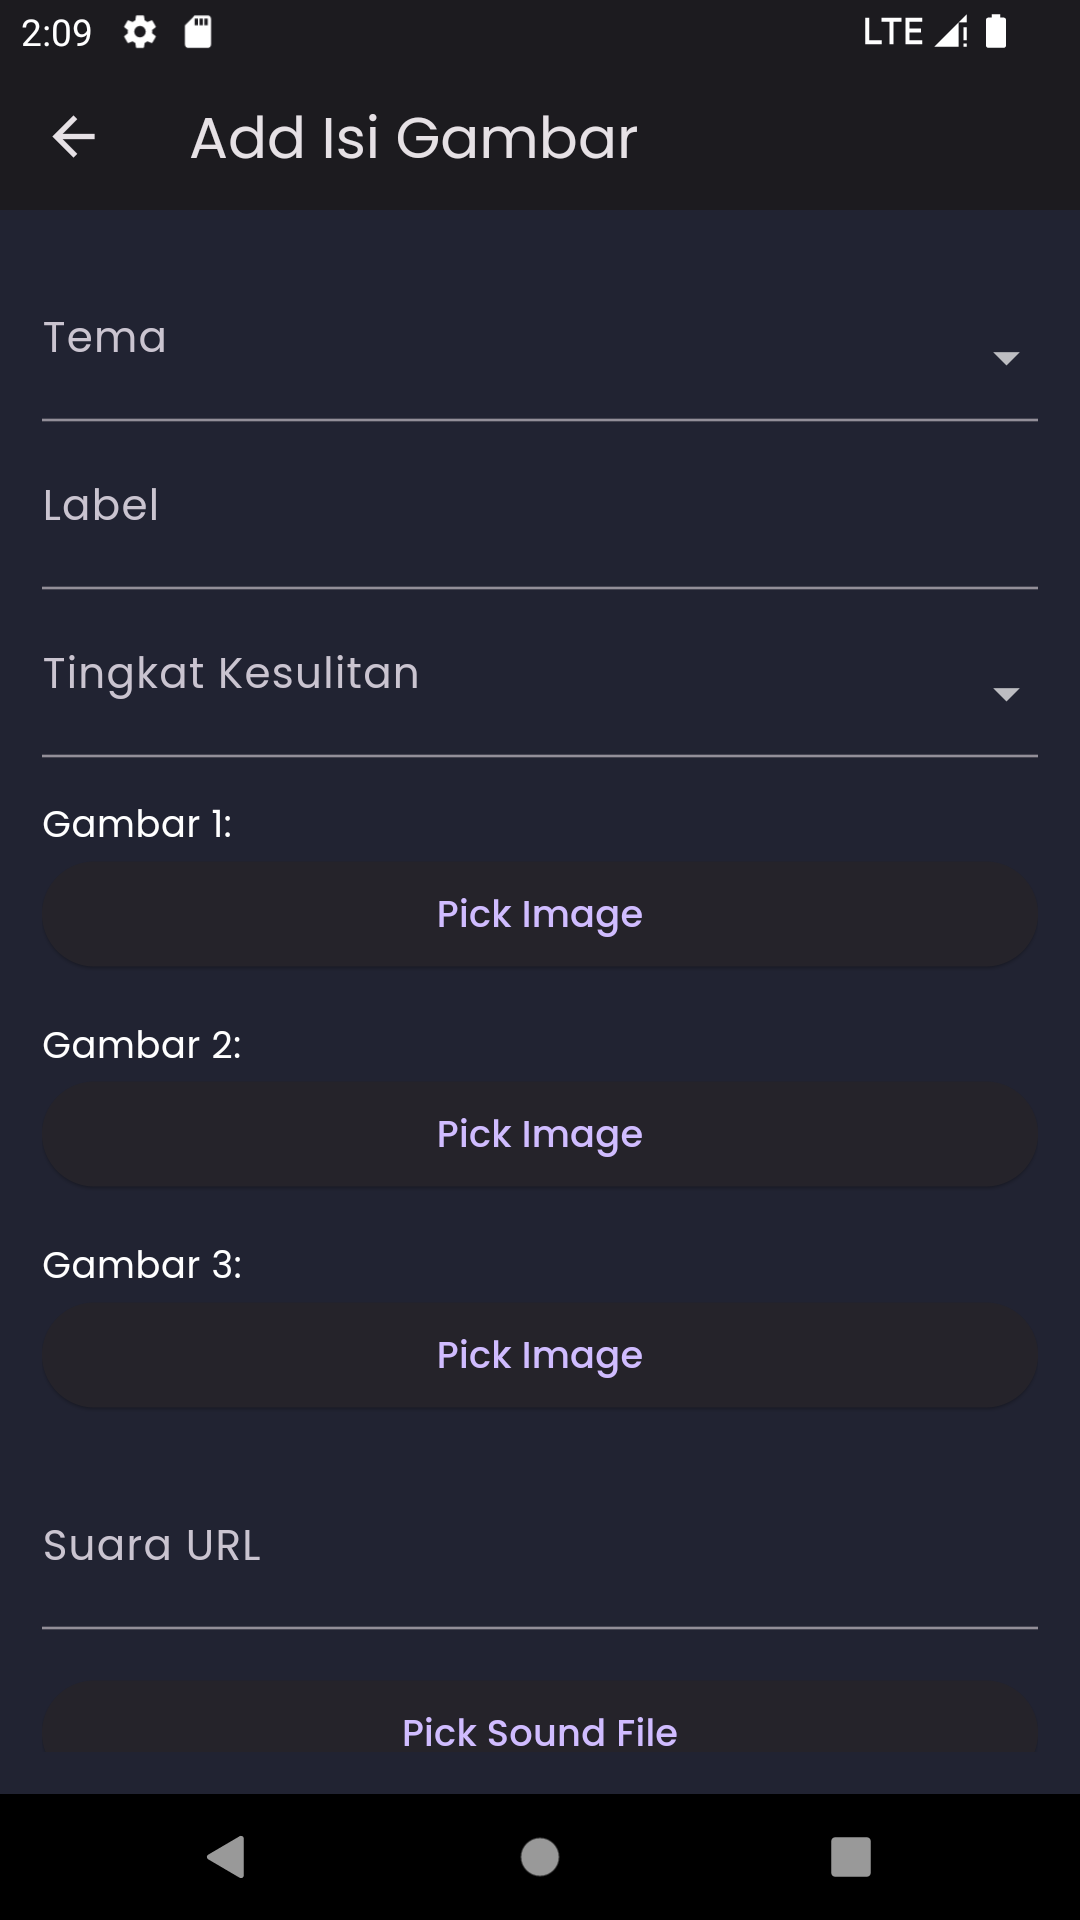 2:09 LTE
Add Isi Gambar
Tema
Label
Tingkat Kesulitan
Gambar 1:
Pick Image
Gambar 2:
Pick Image
Gambar 3:
Pick Image
Suara URL
Pick Sound File